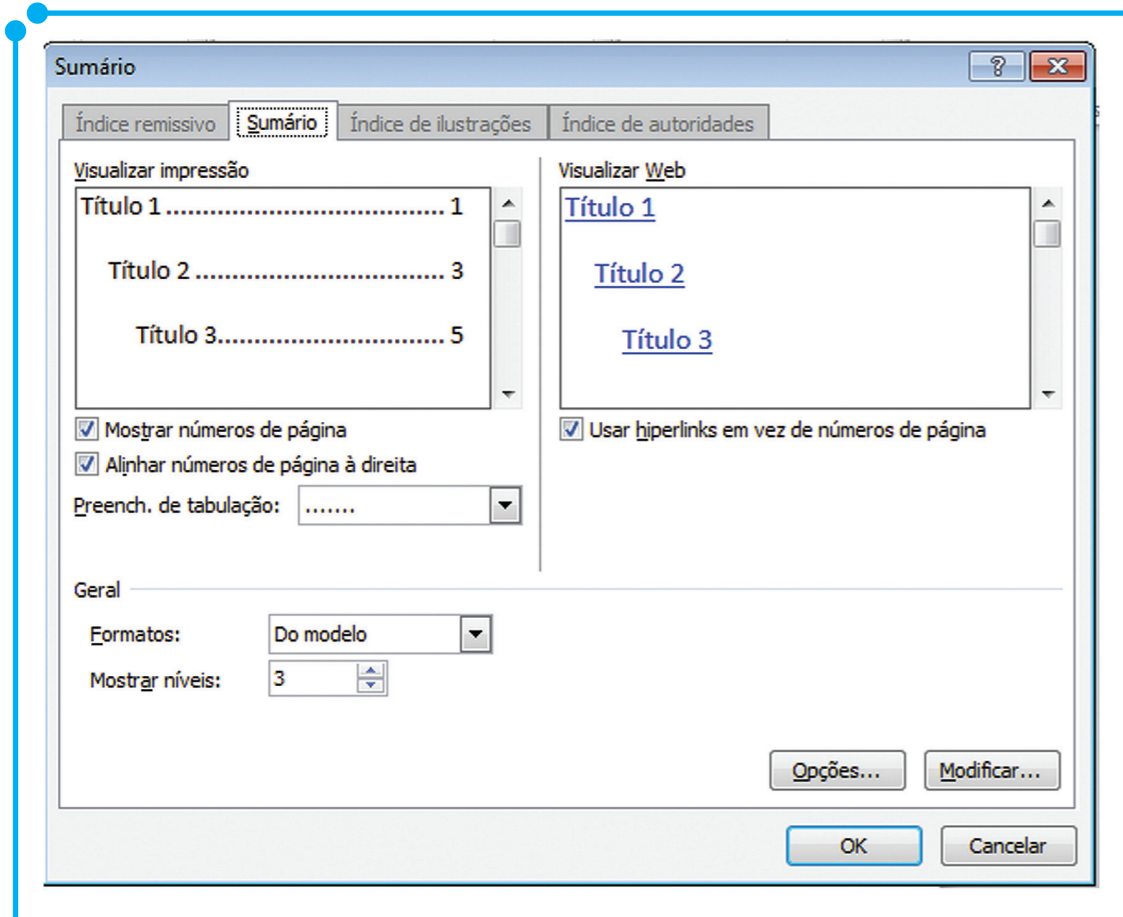 Sumário
Índice remissivo Sumário Índice de ilustrações Índice de autoridades
Visualizar impressão
Título 1...................................... 1
Título 2.................................. 3
Título 3............................... 5
Mostrar números de página
Alinhar números de página à direita
Preench. de tabulação: .......
Visualizar Web
Título 1
Título 2
Título 3
Usar hiperlinks em vez de números de página
Geral
Formatos: Do modelo
Mostrar níveis: 3
Opções... Modificar...
OK Cancelar